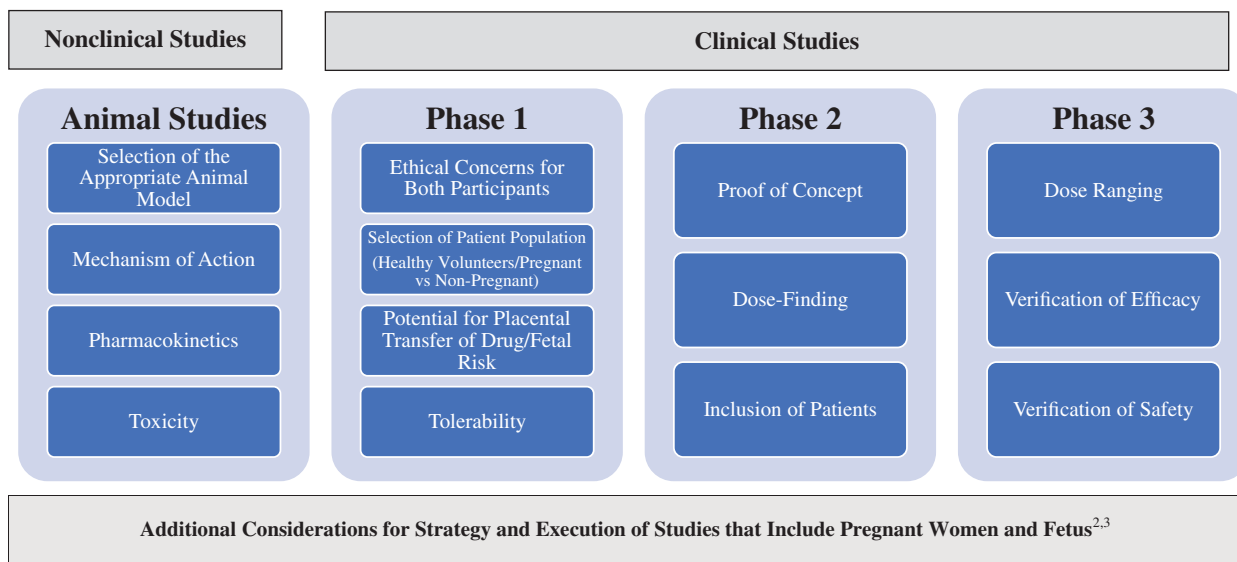 Nonclinical Studies
Clinical Studies
Animal Studies
Selection of the
Appropriate Animal
Model
Mechanism of Action
Pharmacokinetics
Toxicity
Phase 1
Ethical Concerns for
Both Participants
Selection of Patient Population
(Healthy Volunteers/Pregnant
vs Non-Pregnant)
Potential for Placental
Transfer of Drug/Fetal
Risk
Tolerability
Phase 2
Proof of Concept
Dose-Finding
Inclusion of Patients
Phase 3
Dose Ranging
Verification of Efficacy
Verification of Safety
Additional Considerations for Strategy and Execution of Studies that Include Pregnant Women and Fetus2,3